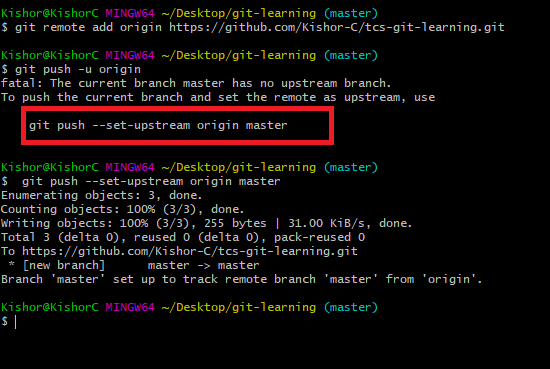 Kishor@KishorC MINGW64 ~/Desktop/git-learning (master)
$ git remote add origin https://github.com/Kishor-C/tcs-git-learning.git
Kishor@KishorC MINGW64 ~/Desktop/git-learning (master)
$ git push -u origin
fatal: The current branch master has no upstream branch.
To push the current branch and set the remote as upstream, use
git push --set-upstream origin master
Kishor@KishorC MINGW64 ~/Desktop/git-learning (master)
$  git push --set-upstream origin master
Enumerating objects: 3, done.
Counting objects: 100% (3/3), done.
Writing objects: 100% (3/3), 255 bytes | 31.00 KiB/s, done.
Total 3 (delta 0), reused 0 (delta 0), pack-reused 0
To https://github.com/Kishor-C/tcs-git-learning.git
* [new branch]      master -> master
Branch 'master' set up to track remote branch 'master' from 'origin'.
Kishor@KishorC MINGW64 ~/Desktop/git-learning (master)
$